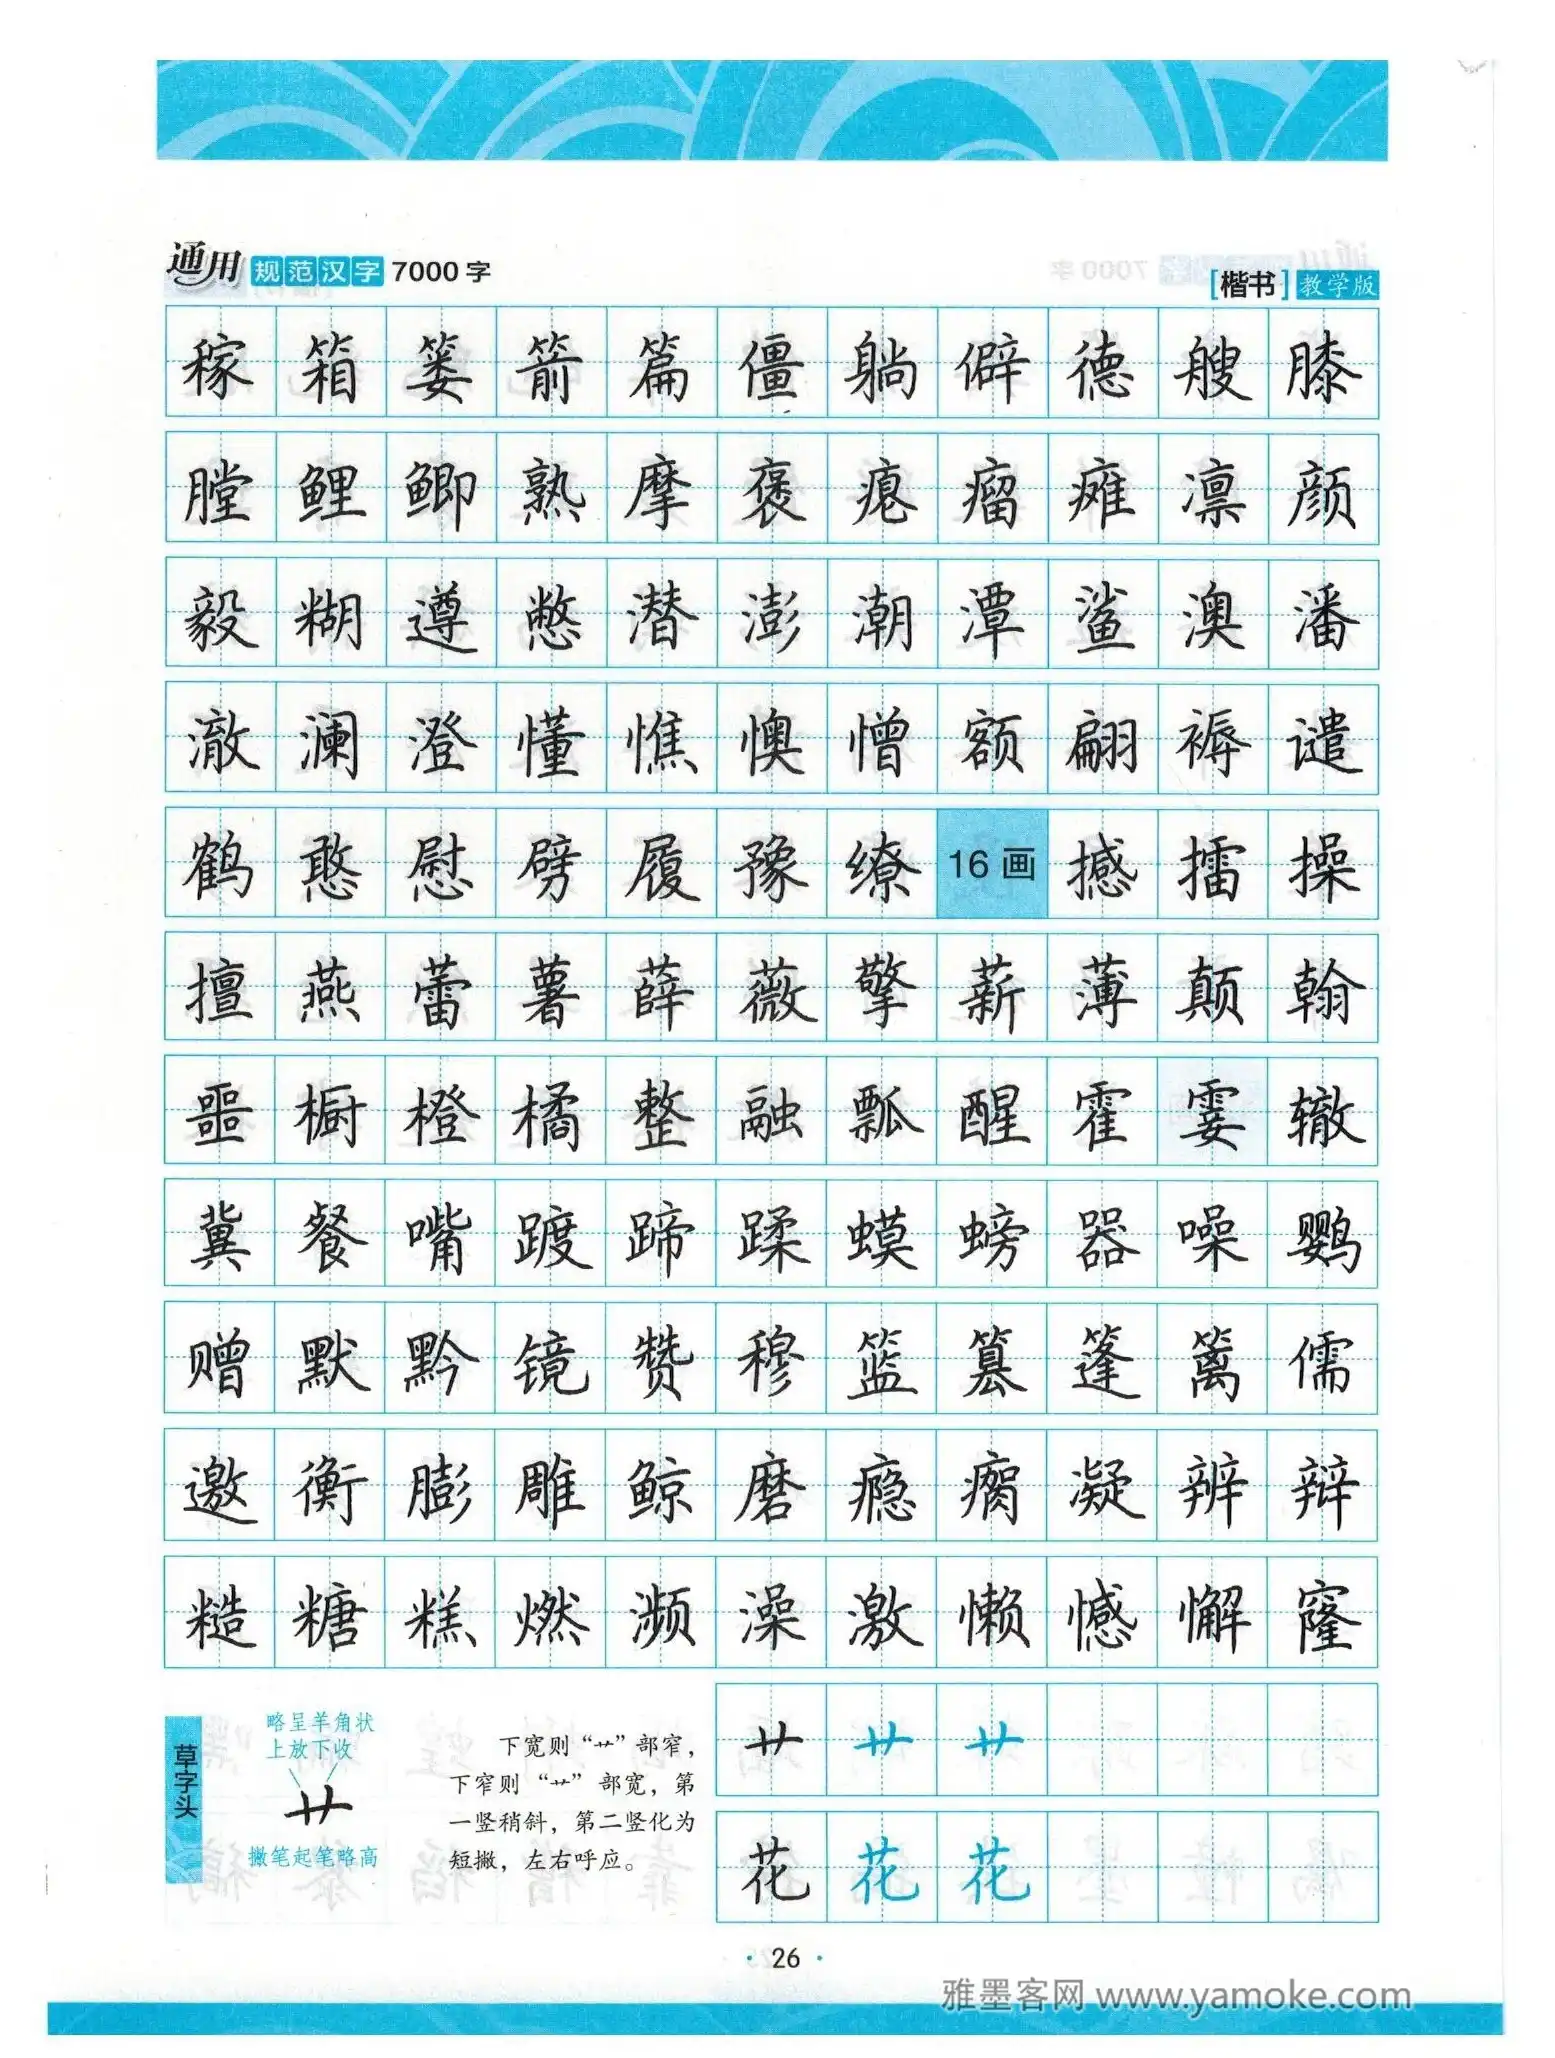 通用规范汉字7000字
[楷书]教学版
稼箱篓箭篇僵躺僻德艘膝
膛鲤鲫熟摩褒瘪瘤瘫凛颜
毅糊遵憋潜澎潮潭鲨澳潘
澈澜澄懂憔懊憎额翩褥谴
鹤憨慰劈履豫缭16画撼擂操
擅燕蕾薯薛薇擎薪薄颠翰
噩橱橙橘整融瓢醒霍霎辙
冀餐嘴踱蹄蹂蟆螃器噪鹦
赠默黔镜赞穆篮篡篷篱儒
邀衡膨雕鲸磨瘾瘸凝辨辩
糙糖糕燃濒澡激懒憾懈窿
草字头
略呈羊角状
上放下收
艹
撇笔起笔略高
下宽则“艹”部窄，
下窄则“艹”部宽，第
一竖稍斜，第二竖化为
短撇，左右呼应。
艹艹艹
花花花
·26·
雅墨客网 www.yamoke.com